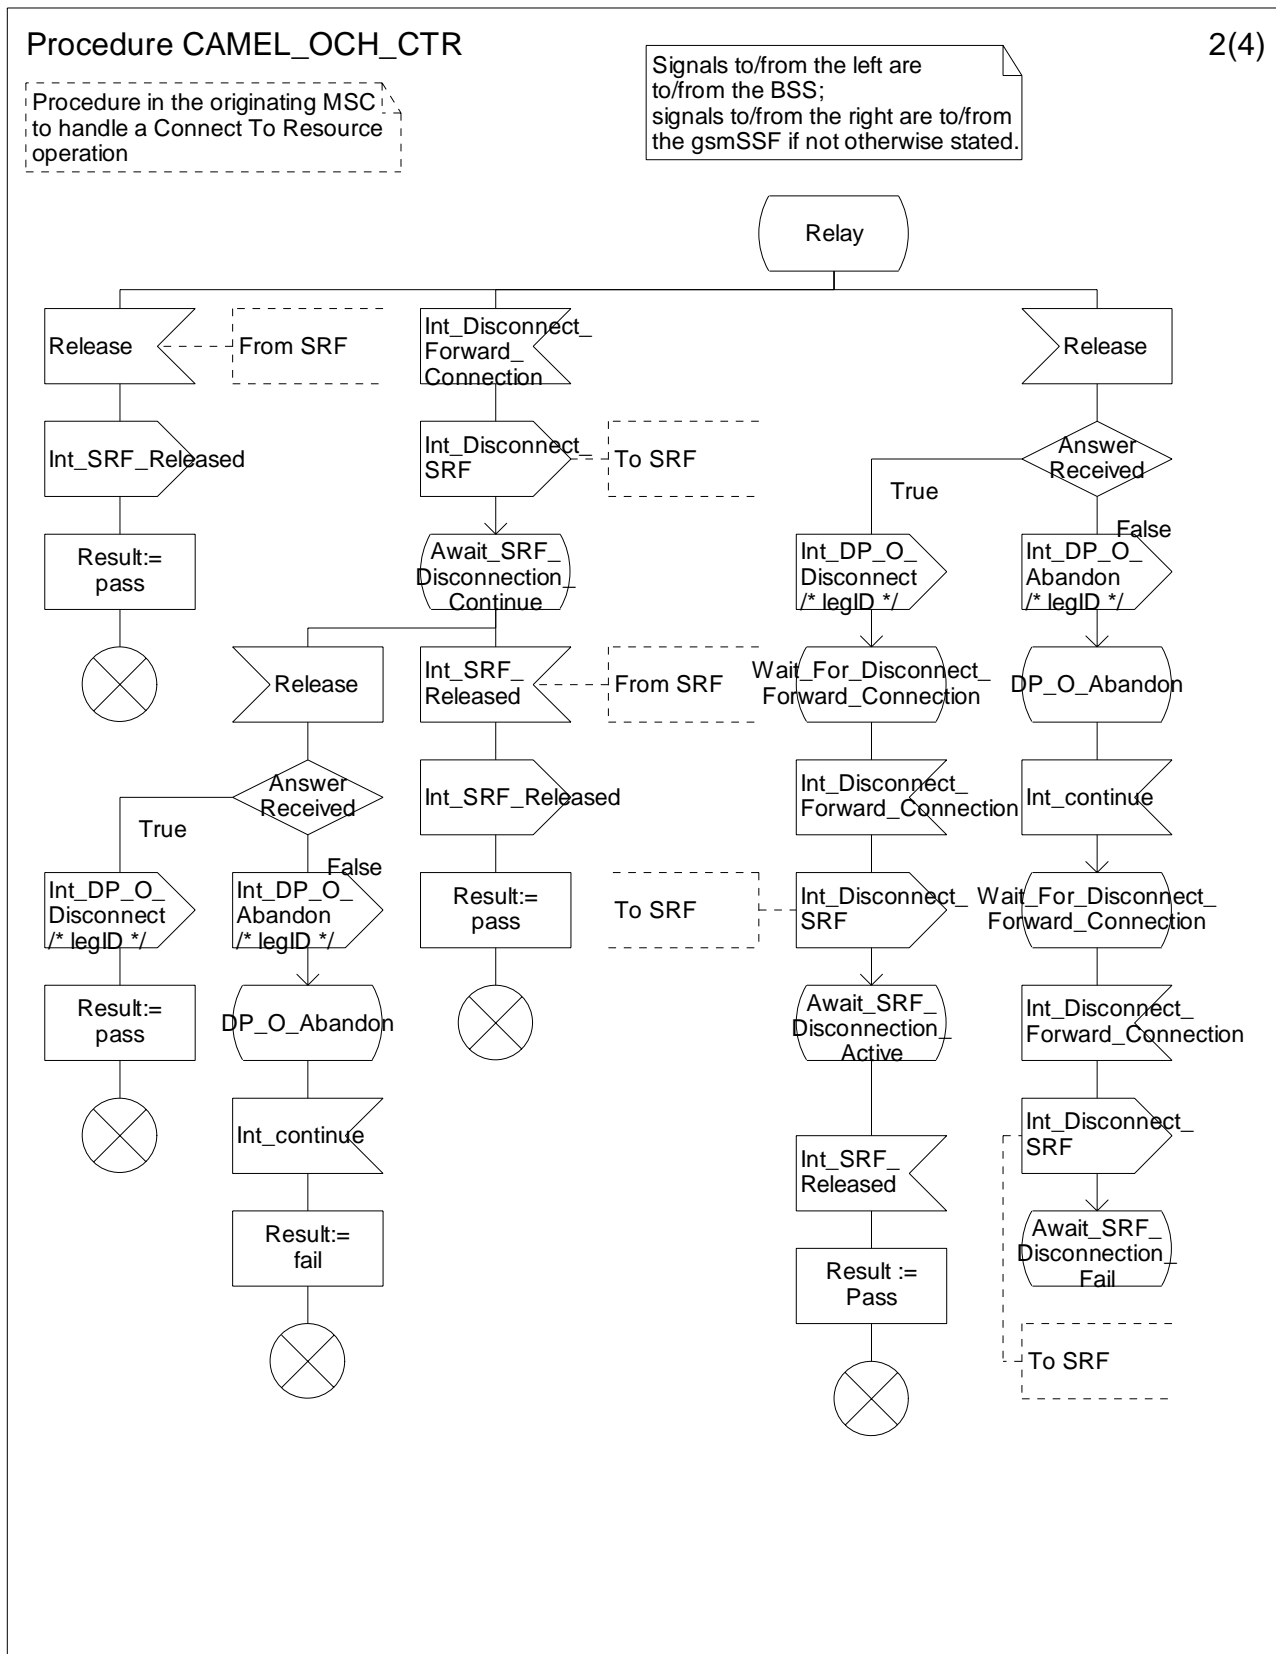 Procedure CAMEL_OCH_CTR
2(4)
Procedure in the originating MSC
to handle a Connect To Resource
operation
Signals to/from the left are
to/from the BSS;
signals to/from the right are to/from
the gsmSSF if not otherwise stated.
Relay
Release
From SRF
Int_Disconnect_
Forward_
Connection
Release
Int_SRF_Released
Int_Disconnect_
SRF
To SRF
Answer
Received
True
False
Result:=
pass
Await_SRF_
Disconnection_
Continue
Int_DP_O_
Disconnect
/* legID */
Int_DP_O_
Abandon
/* legID */
Release
Int_SRF_
Released
From SRF
Wait_For_Disconnect_
Forward_Connection
DP_O_Abandon
Answer
Received
True
False
Int_SRF_Released
Int_Disconnect_
Forward_Connection
Int_continue
Int_DP_O_
Disconnect
/* legID */
Int_DP_O_
Abandon
/* legID */
Result:=
pass
To SRF
Int_Disconnect_
SRF
Wait_For_Disconnect_
Forward_Connection
Result:=
pass
DP_O_Abandon
Await_SRF_
Disconnection_
Active
Int_Disconnect_
Forward_Connection
Int_continue
Int_SRF_
Released
Int_Disconnect_
SRF
Result:=
fail
Result :=
Pass
Await_SRF_
Disconnection_
Fail
To SRF